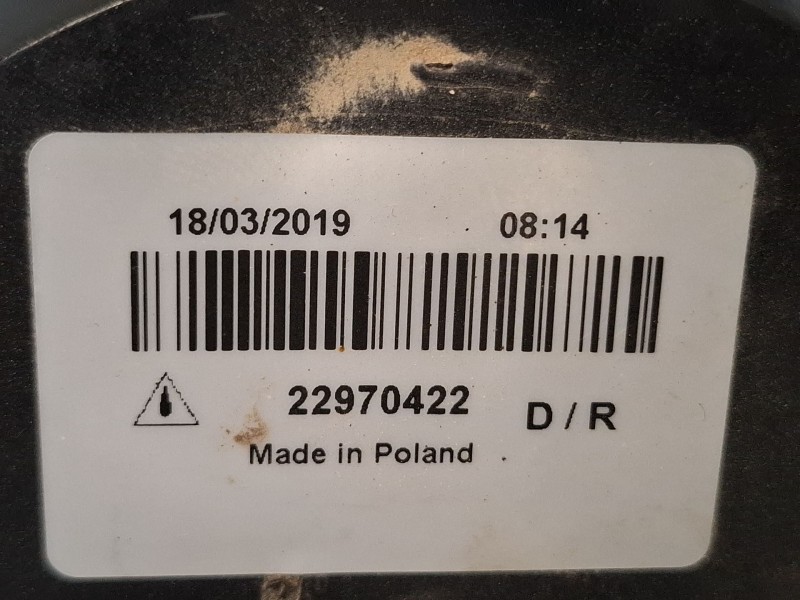 18/03/2019 08:14
22970422 D / R
Made in Poland